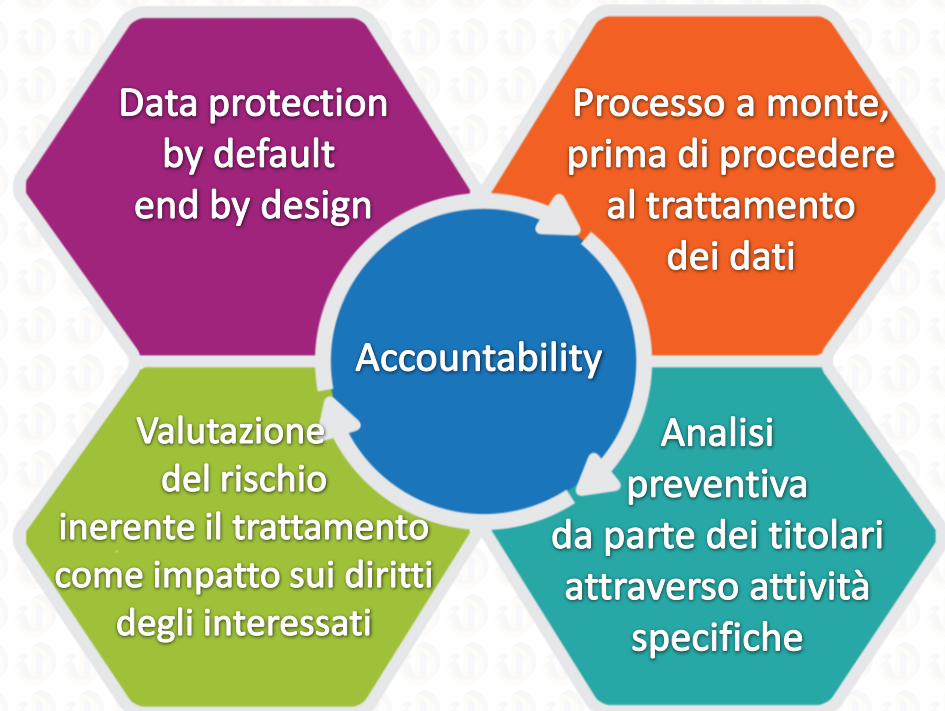 Data protection
by default
end by design
Processo a monte,
prima di procedere
al trattamento
dei dati
Accountability
Valutazione
del rischio
inerente il trattamento
come impatto sui diritti
degli interessati
Analisi
preventiva
da parte dei titolari
attraverso attività
specifiche